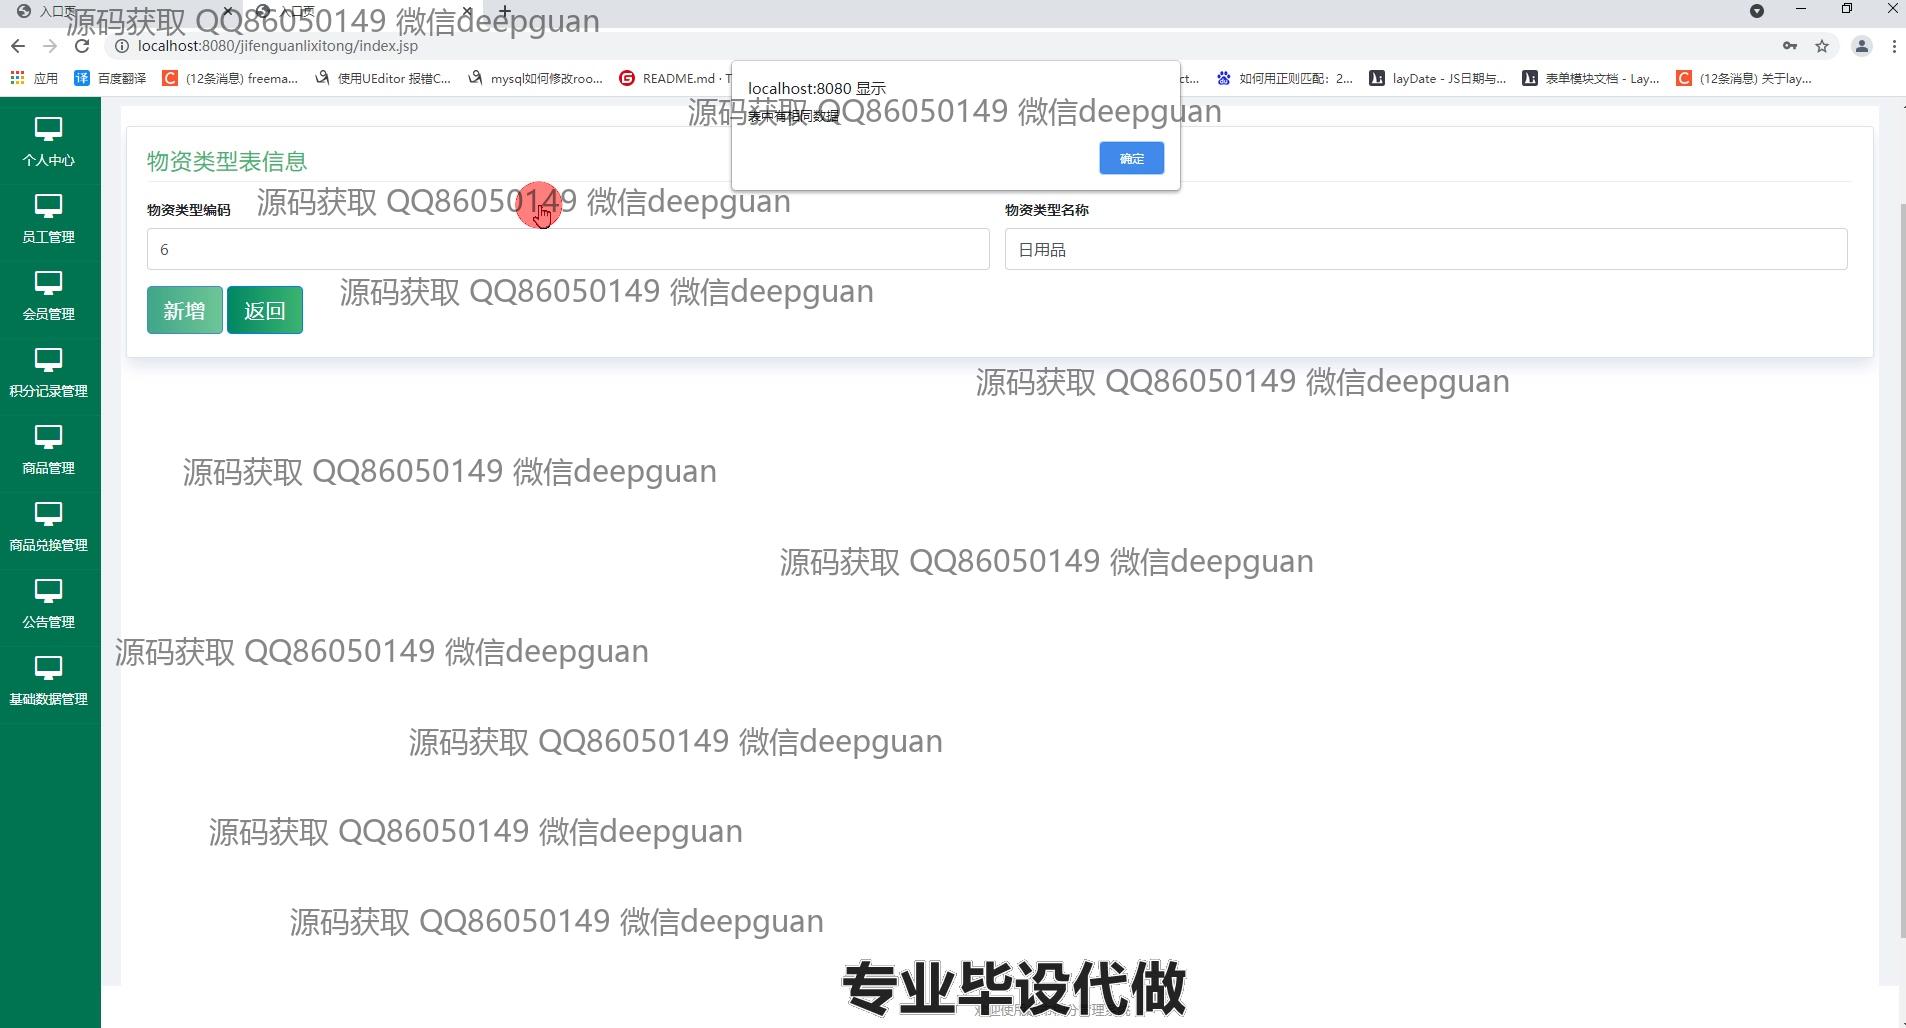 入口页
入口页
源码获取 QQ86050149 微信deepguan
localhost:8080/jifenguanlixitong/index.jsp
应用
百度翻译
(12条消息) freema...
使用UEditor 报错C...
mysql如何修改roo...
README.md · T
ct...
如何用正则匹配：2...
layDate - JS日期与...
表单模块文档 - Lay...
(12条消息) 关于lay...
localhost:8080 显示
表中有相同数据
源码获取 QQ86050149 微信deepguan
确定
个人中心
员工管理
会员管理
积分记录管理
商品管理
商品兑换管理
公告管理
基础数据管理
物资类型表信息
源码获取 QQ86050149 微信deepguan
物资类型编码
物资类型名称
6
日用品
新增
返回
源码获取 QQ86050149 微信deepguan
源码获取 QQ86050149 微信deepguan
源码获取 QQ86050149 微信deepguan
源码获取 QQ86050149 微信deepguan
源码获取 QQ86050149 微信deepguan
源码获取 QQ86050149 微信deepguan
源码获取 QQ86050149 微信deepguan
源码获取 QQ86050149 微信deepguan
专业毕设代做